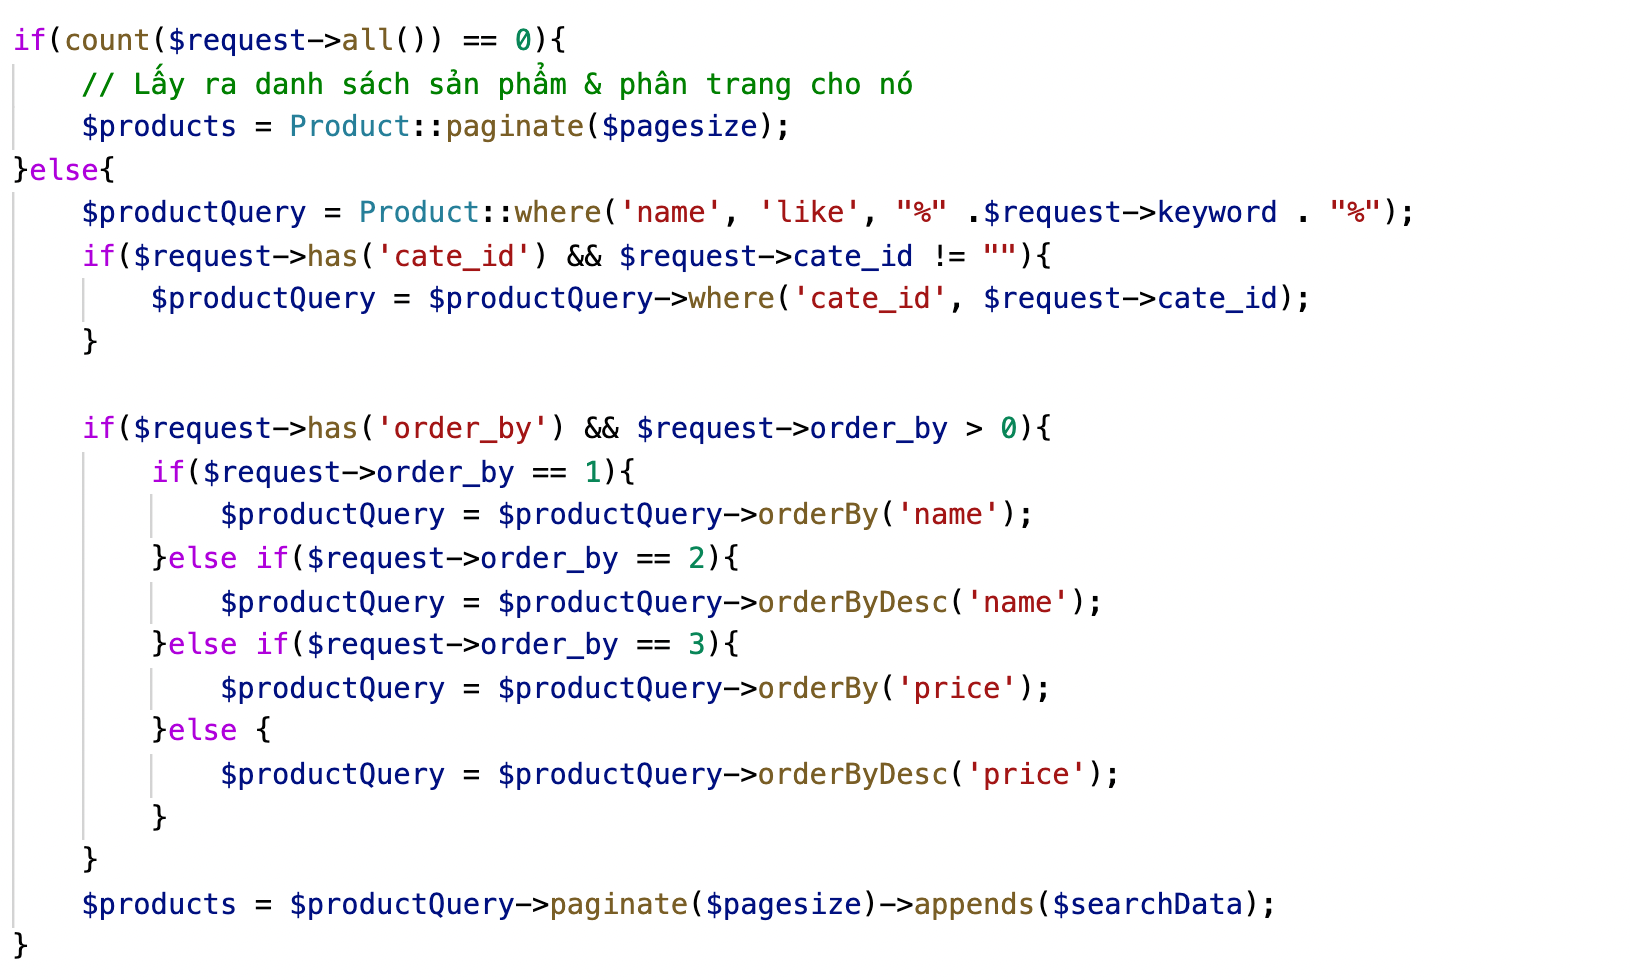 if(count($request->all()) == 0){
    // Lấy ra danh sách sản phẩm & phân trang cho nó
    $products = Product::paginate($pagesize);
}else{
    $productQuery = Product::where('name', 'like', "%" .$request->keyword . "%");
    if($request->has('cate_id') && $request->cate_id != ""){
        $productQuery = $productQuery->where('cate_id', $request->cate_id);
    }

    if($request->has('order_by') && $request->order_by > 0){
        if($request->order_by == 1){
            $productQuery = $productQuery->orderBy('name');
        }else if($request->order_by == 2){
            $productQuery = $productQuery->orderByDesc('name');
        }else if($request->order_by == 3){
            $productQuery = $productQuery->orderBy('price');
        }else {
            $productQuery = $productQuery->orderByDesc('price');
        }
    }
    $products = $productQuery->paginate($pagesize)->appends($searchData);
}